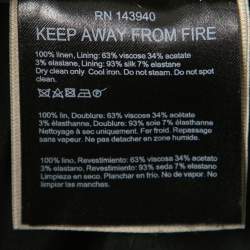 RN 143940
KEEP AWAY FROM FIRE
100% linen, Lining: 63% viscose 34% acetate
3% elastane, Lining: 93% silk 7% elastane
Dry clean only Cool iron. Do not steam. Do not spot
clean.
100% lin, Doublure: 63% viscose 34% acétate
3% élasthanne, Doublure: 93% soie 7% élasthanne
Nettoyage à sec uniquement. Fer froid. Repassage
sans vapeur. Ne pas detacher en zone humide.
100% lino, Revestimiento: 63% viscosa 34% acetato
3% elastano, Revestimiento: 93% seda 7% elastano
Limpieza en seco. Planchar en frio. No de vapor. No
limpiar las manchas.